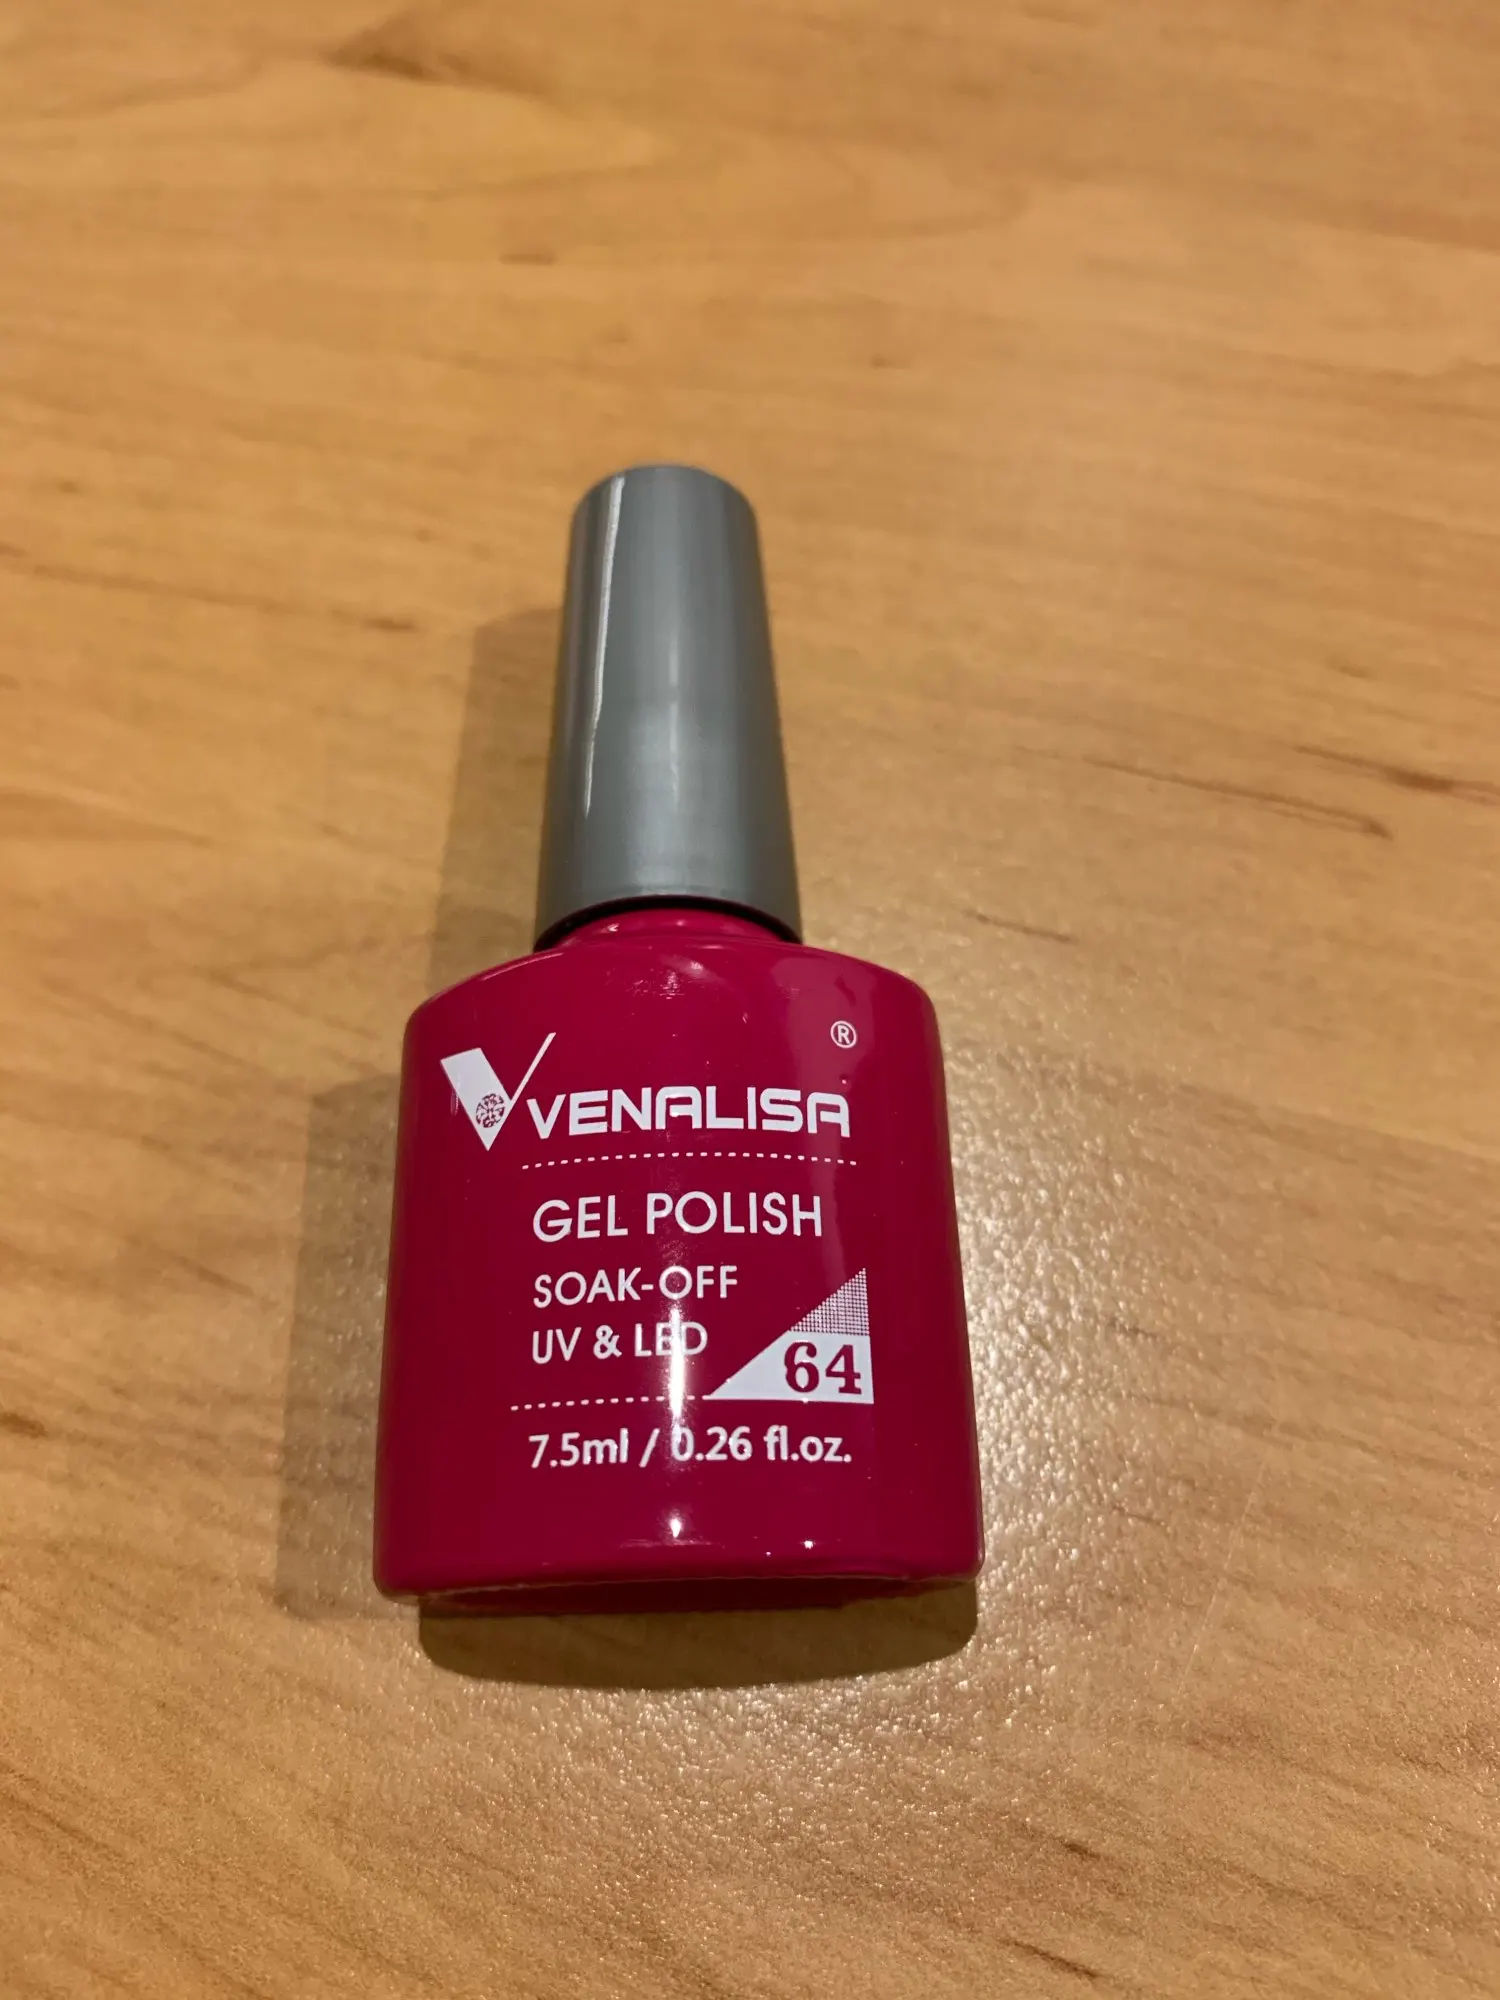 ®
VENALISA
GEL POLISH
SOAK-OFF
UV & LED
64
7.5ml / 0.26 fl.oz.